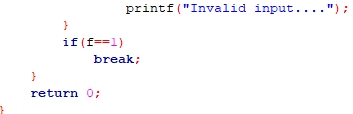 printf("Invalid input....");
}
if(f==1)
break;
}
return 0;
}